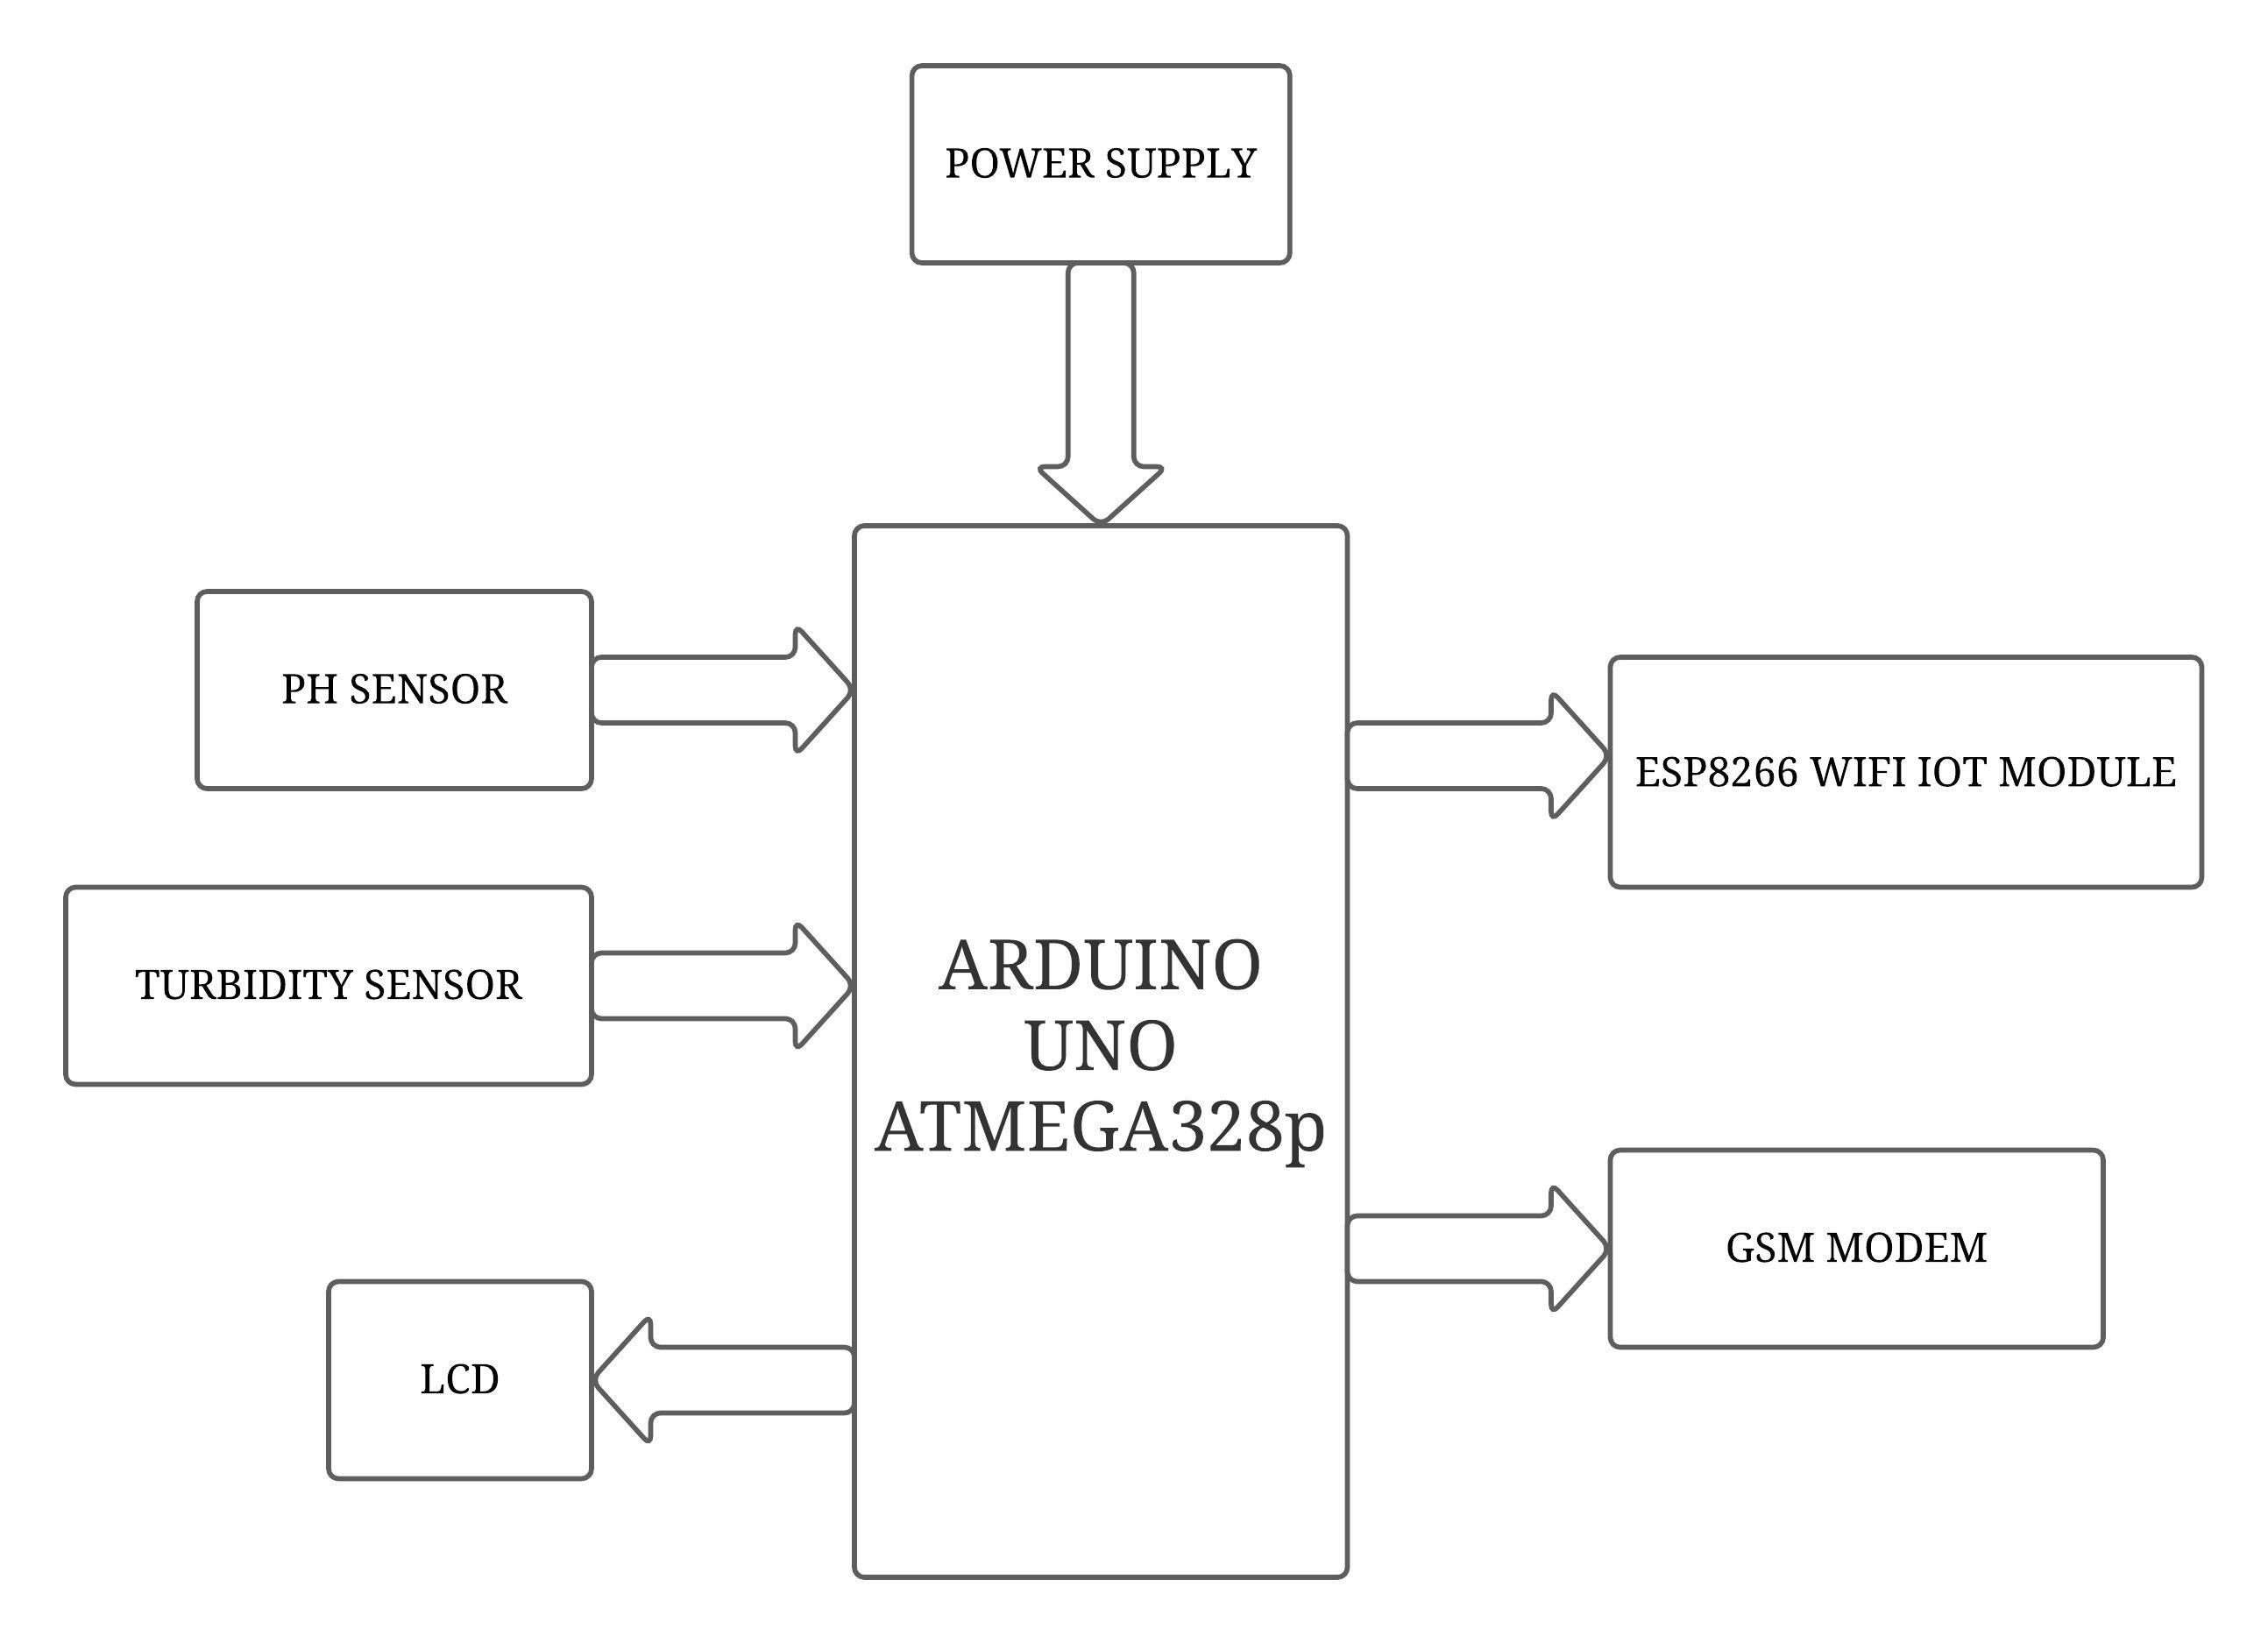 POWER SUPPLY
PH SENSOR
ESP8266 WIFI IOT MODULE
TURBIDITY SENSOR
ARDUINO
UNO
ATMEGA328p
GSM MODEM
LCD